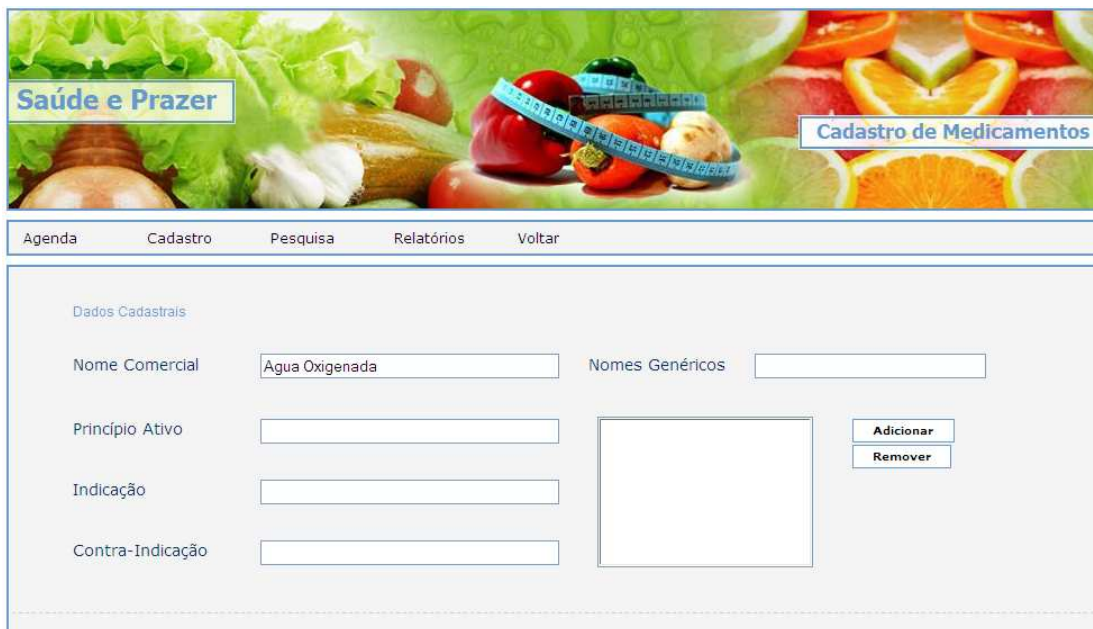 Saúde e Prazer
Cadastro de Medicamentos
Agenda Cadastro Pesquisa Relatórios Voltar
Dados Cadastrais
Nome Comercial Agua Oxigenada Nomes Genéricos
Princípio Ativo Adicionar
Remover
Indicação
Contra-Indicação